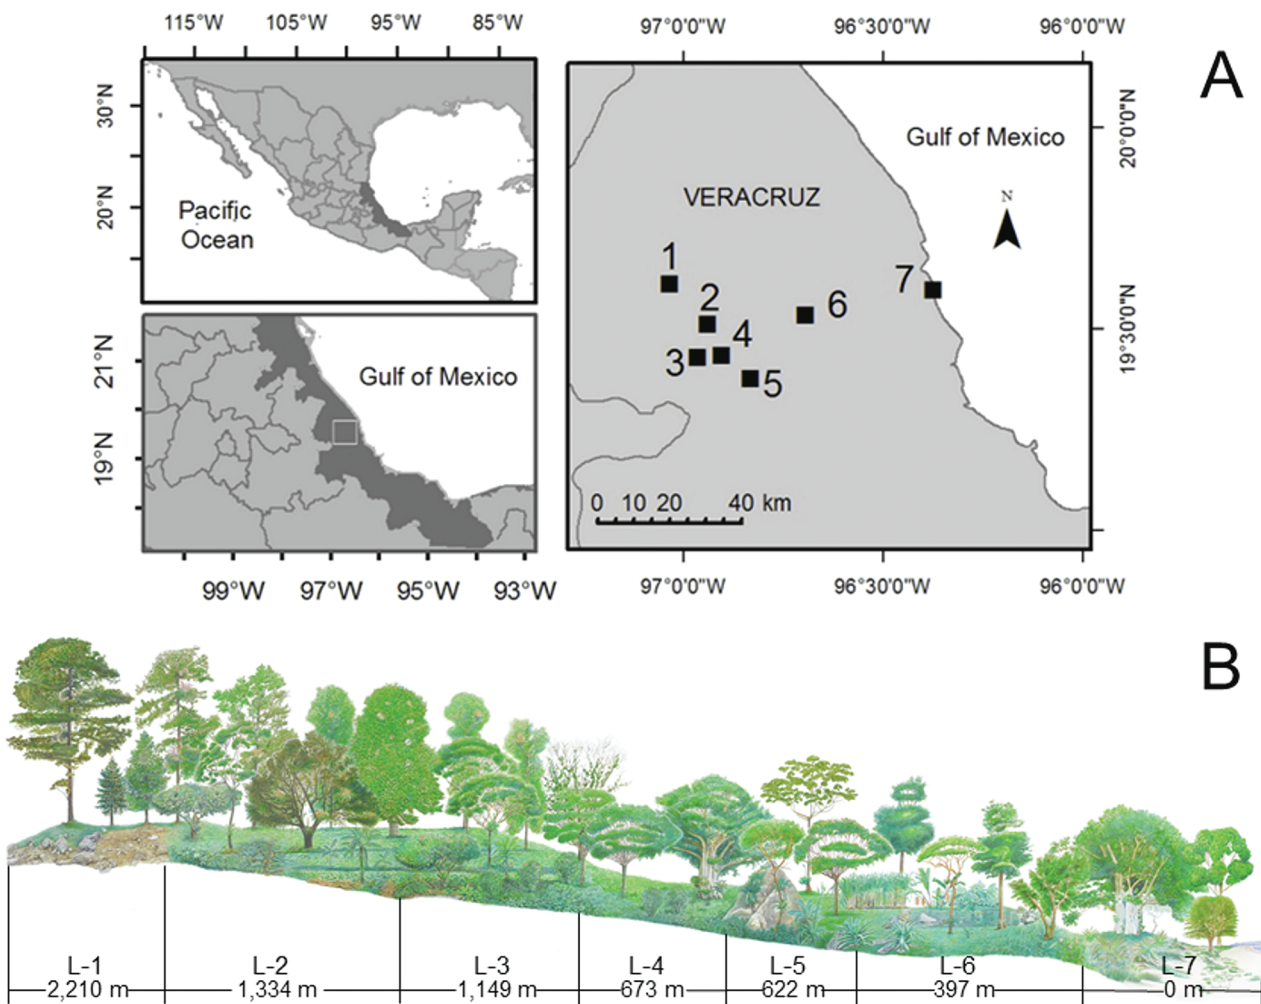 115°W 105°W 95°W 85°W
30°N
20°N
Pacific
Ocean
21°N
19°N
Gulf of Mexico
99°W 97°W 95°W 93°W
97°0'0"W 96°30'0"W 96°0'0"W
A
Gulf of Mexico
VERACRUZ
N
1
2
3
4
5
6
7
20°0'0"N
19°30'0"N
0 10 20 40 km
97°0'0"W 96°30'0"W 96°0'0"W
B
L-1 L-2 L-3 L-4 L-5 L-6 L-7
2,210 m 1,334 m 1,149 m 673 m 622 m 397 m 0 m